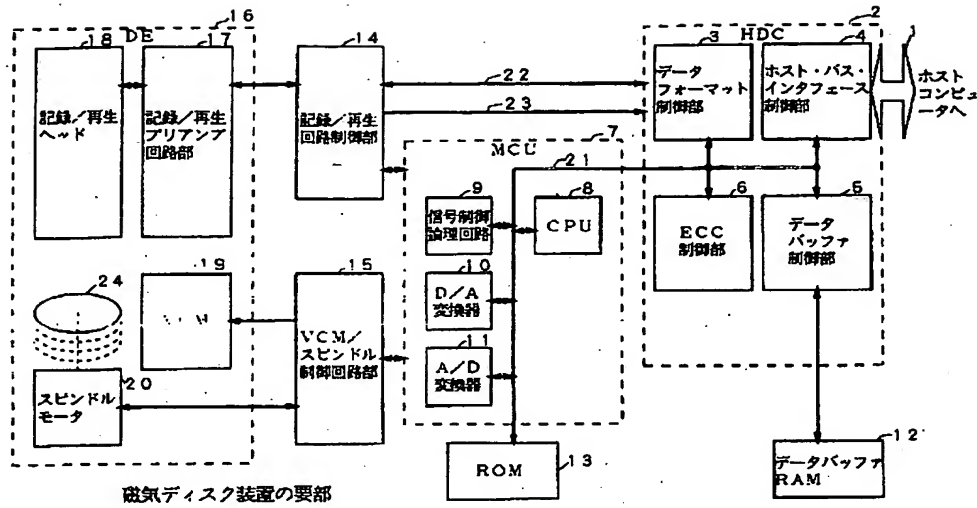 16
DE
18
17
記録/再生
ヘッド
記録/再生
プリアンプ
回路部
14
記録/再生
回路制御部
22
23
2
HDC
3
4
1
データ
フォーマット
制御部
ホスト・バス・
インタフェース
制御部
ホスト
コンピュ
ータへ
7
MCU
21
9
8
信号制御
論理回路
CPU
6
5
ECC
制御部
データ
バッファ
制御部
24
19
15
VCM/
スピンドル
制御回路部
10
D/A
変換器
11
A/D
変換器
20
スピンドル
モータ
ROM
13
12
データバッファ
RAM
磁気ディスク装置の要部